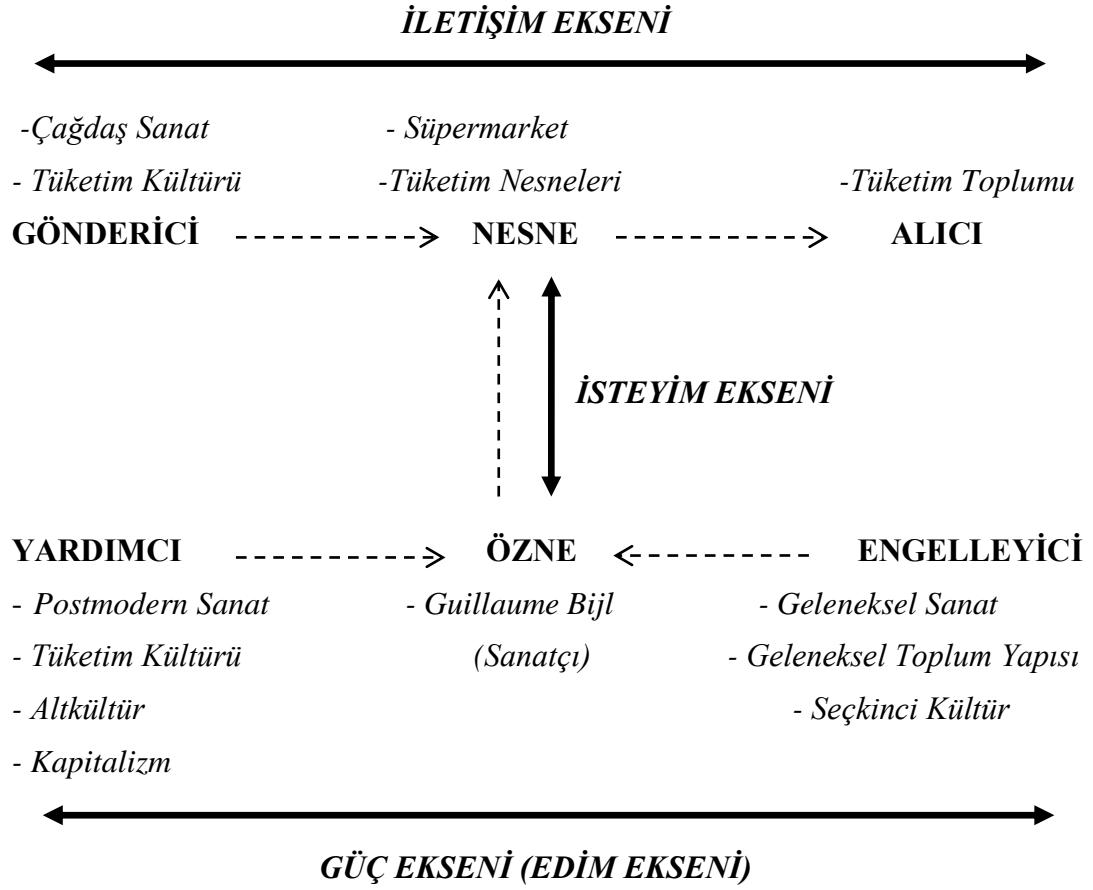 İLETİŞİM EKSENİ
-Çağdaş Sanat - Süpermarket
- Tüketim Kültürü -Tüketim Nesneleri -Tüketim Toplumu
GÖNDERİCİ NESNE ALICI
İSTEYİM EKSENİ
YARDIMCI ÖZNE ENGELLEYİCİ
- Postmodern Sanat - Guillaume Bijl - Geleneksel Sanat
- Tüketim Kültürü (Sanatçı) - Geleneksel Toplum Yapısı
- Altkültür - Seçkinci Kültür
- Kapitalizm
GÜÇ EKSENİ (EDİM EKSENİ)